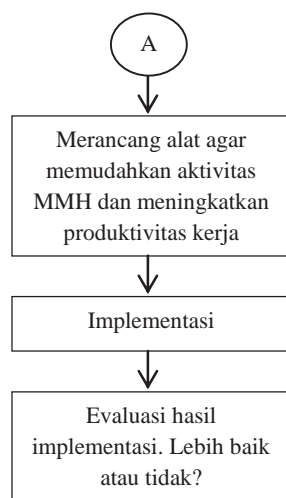 A
Merancang alat agar
memudahkan aktivitas
MMH dan meningkatkan
produktivitas kerja
Implementasi
Evaluasi hasil
implementasi. Lebih baik
atau tidak?